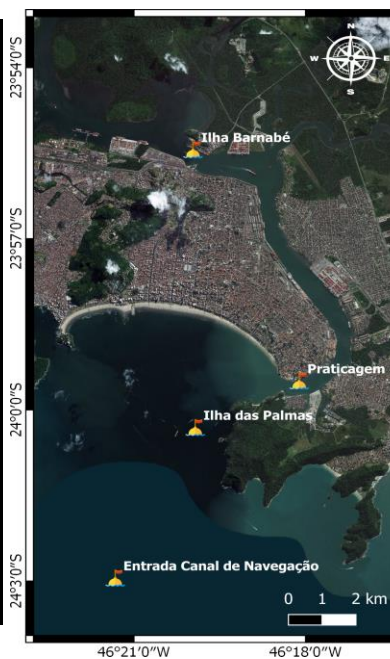 23°54'0"S
N
W
E
S
Ilha Barnabé
23°57'0"S
Praticagem
24°0'0"S
Ilha das Palmas
Entrada Canal de Navegação
24°3'0"S
0 1 2 km
46°21'0"W 46°18'0"W